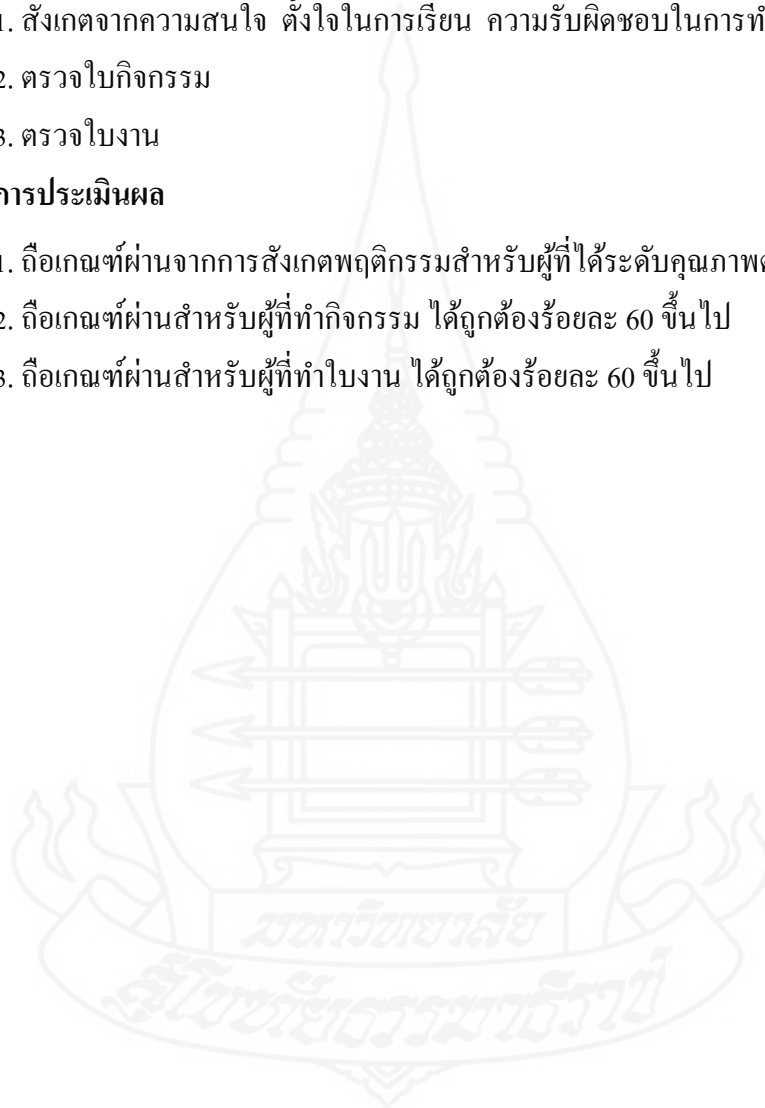 1. สังเกตจากความสนใจ ตั้งใจในการเรียน ความรับผิดชอบในการทำ
2. ตรวจใบกิจกรรม
3. ตรวจใบงาน
การประเมินผล
1. ถือเกณฑ์ผ่านจากการสังเกตพฤติกรรมสำหรับผู้ที่ได้ระดับคุณภาพ
2. ถือเกณฑ์ผ่านสำหรับผู้ที่ทำกิจกรรม ได้ถูกต้องร้อยละ 60 ขึ้นไป
3. ถือเกณฑ์ผ่านสำหรับผู้ที่ทำใบงาน ได้ถูกต้องร้อยละ 60 ขึ้นไป
มหาวิทยาลัย
สุโขทัยธรรมาธิราช